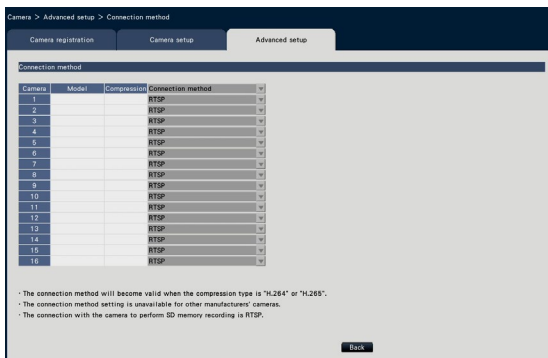 Camera > Advanced setup > Connection method
Camera registration Camera setup Advanced setup
Connection method
Camera Model Compression Connection method
1 RTSP
2 RTSP
3 RTSP
4 RTSP
5 RTSP
6 RTSP
7 RTSP
8 RTSP
9 RTSP
10 RTSP
11 RTSP
12 RTSP
13 RTSP
14 RTSP
15 RTSP
16 RTSP
· The connection method will become valid when the compression type is "H.264" or "H.265".
· The connection method setting is unavailable for other manufacturers' cameras.
· The connection with the camera to perform SD memory recording is RTSP.
Back